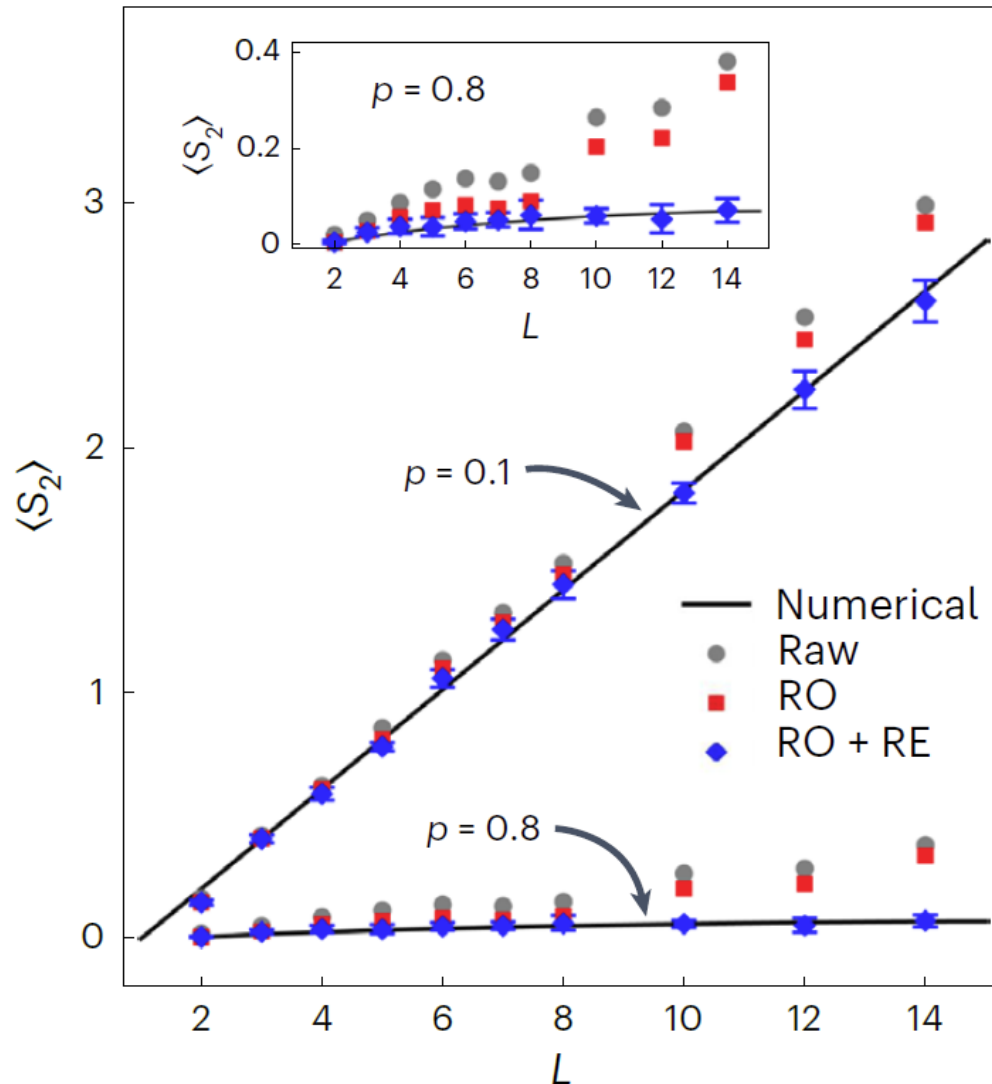 0.4
p = 0.8
0.2
⟨S₂⟩
0
2 4 6 8 10 12 14
L
3
2
p = 0.1
⟨S₂⟩
Numerical
Raw
RO
RO + RE
1
p = 0.8
0
2 4 6 8 10 12 14
L